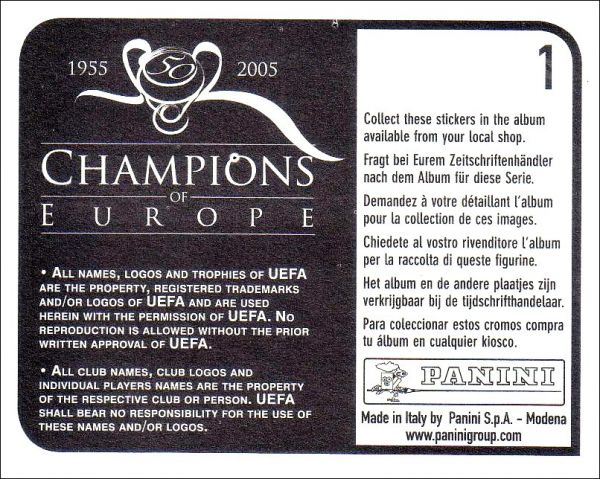 1955 50 2005
CHAMPIONS
OF
EUROPE
• ALL NAMES, LOGOS AND TROPHIES OF UEFA
ARE THE PROPERTY, REGISTERED TRADEMARKS
AND/OR LOGOS OF UEFA AND ARE USED
HEREIN WITH THE PERMISSION OF UEFA. NO
REPRODUCTION IS ALLOWED WITHOUT THE PRIOR
WRITTEN APPROVAL OF UEFA.
• ALL CLUB NAMES, CLUB LOGOS AND
INDIVIDUAL PLAYERS NAMES ARE THE PROPERTY
OF THE RESPECTIVE CLUB OR PERSON. UEFA
SHALL BEAR NO RESPONSIBILITY FOR THE USE OF
THESE NAMES AND/OR LOGOS.
1
Collect these stickers in the album
available from your local shop.
Fragt bei Eurem Zeitschriftenhändler
nach dem Album für diese Serie.
Demandez à votre détaillant l'album
pour la collection de ces images.
Chiedete al vostro rivenditore l'album
per la raccolta di queste figurine.
Het album en de andere plaatjes zijn
verkrijgbaar bij de tijdschrifthandelaar.
Para coleccionar estos cromos compra
tu álbum en cualquier kiosco.
PANINI
Made in Italy by Panini S.p.A. - Modena
www.paninigroup.com